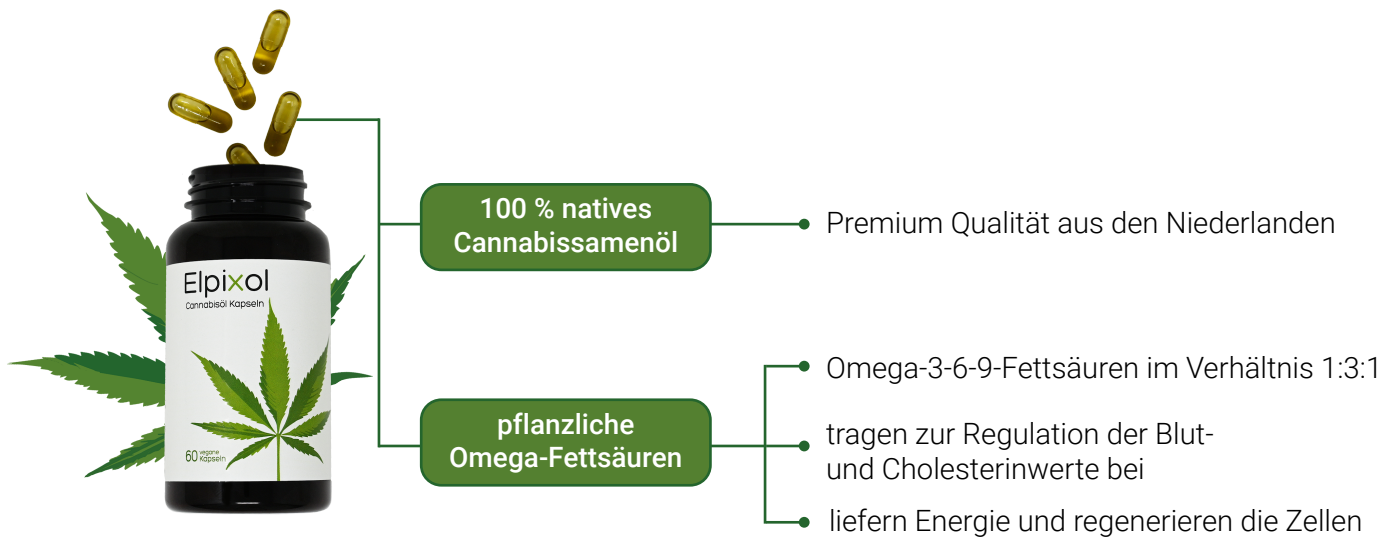 Elpixol
Cannabisöl Kapseln
60 vegane
Kapseln
100 % natives
Cannabissamenöl
Premium Qualität aus den Niederlanden
pflanzliche
Omega-Fettsäuren
Omega-3-6-9-Fettsäuren im Verhältnis 1:3:1
tragen zur Regulation der Blut-
und Cholesterinwerte bei
liefern Energie und regenerieren die Zellen